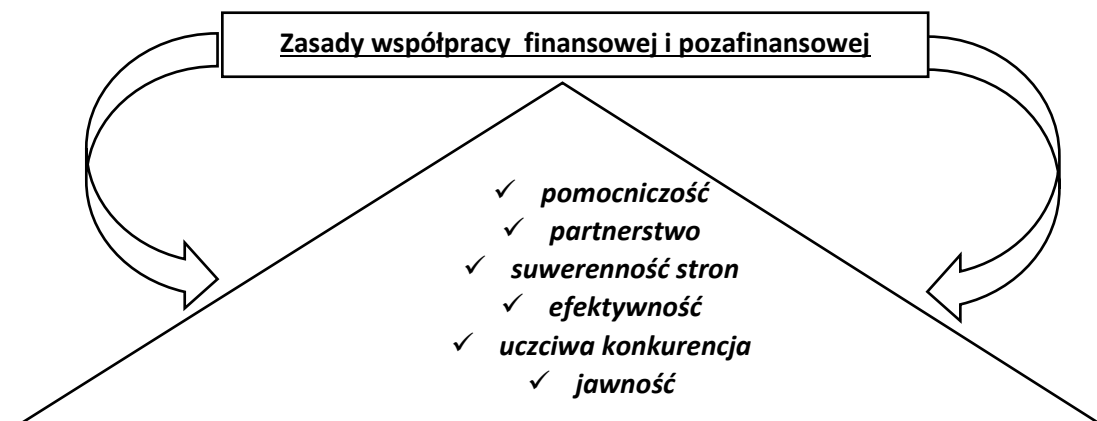 Zasady współpracy finansowej i pozafinansowej
✓ pomocniczość
✓ partnerstwo
✓ suwerenność stron
✓ efektywność
✓ uczciwa konkurencja
✓ jawność